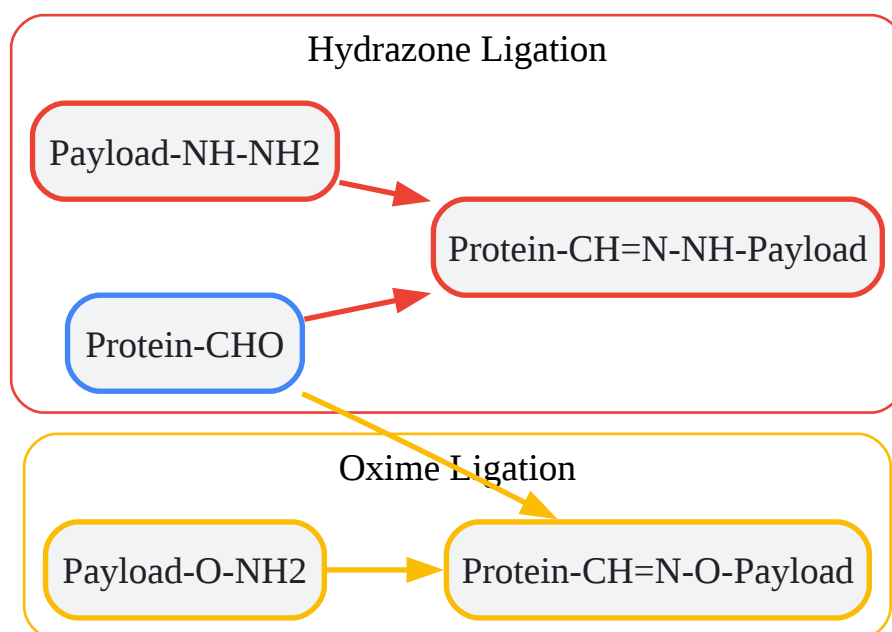 Hydrazone Ligation
Payload-NH-NH2
Protein-CH=N-NH-Payload
Protein-CHO
Oxime Ligation
Payload-O-NH2
Protein-CH=N-O-Payload